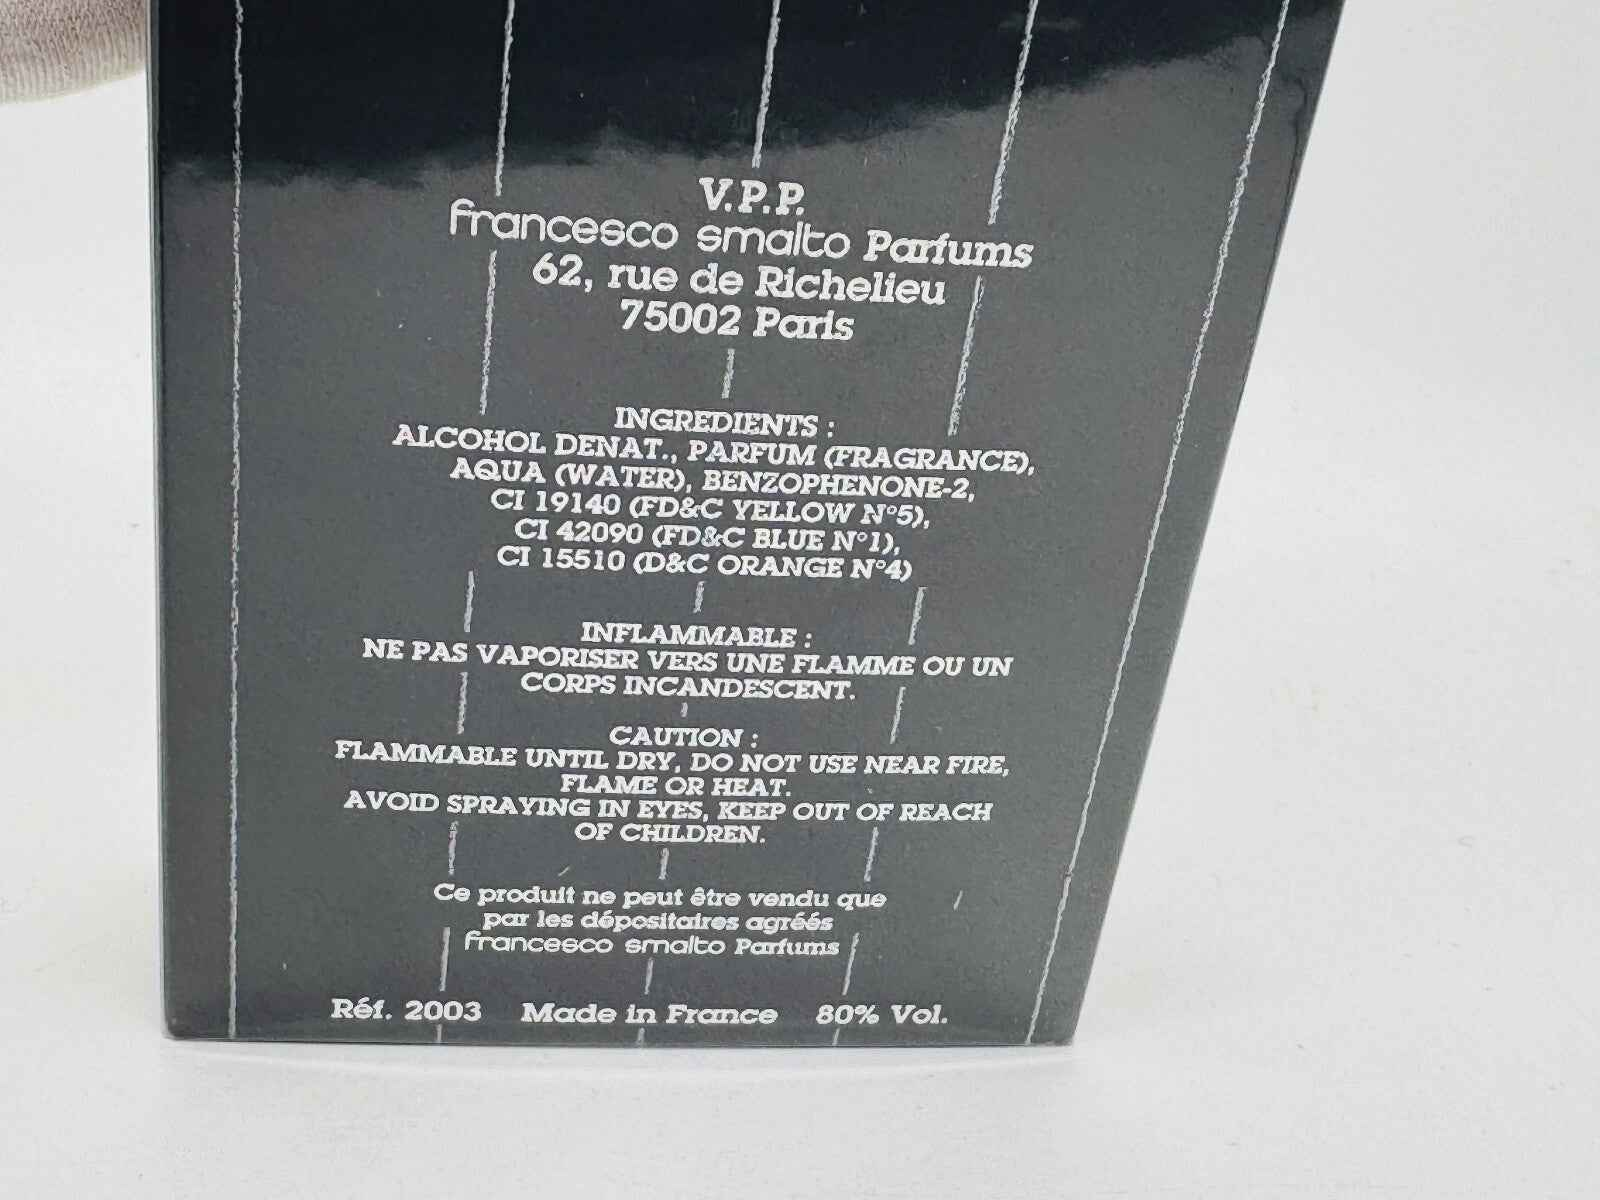 V.P.P.
francesco smalto Parfums
62, rue de Richelieu
75002 Paris
INGREDIENTS :
ALCOHOL DENAT., PARFUM (FRAGRANCE),
AQUA (WATER), BENZOPHENONE-2,
CI 19140 (FD&C YELLOW N°5),
CI 42090 (FD&C BLUE N°1),
CI 15510 (D&C ORANGE N°4)
INFLAMMABLE :
NE PAS VAPORISER VERS UNE FLAMME OU UN
CORPS INCANDESCENT.
CAUTION :
FLAMMABLE UNTIL DRY, DO NOT USE NEAR FIRE,
FLAME OR HEAT.
AVOID SPRAYING IN EYES, KEEP OUT OF REACH
OF CHILDREN.
Ce produit ne peut être vendu que
par les dépositaires agréés
francesco smalto Parfums
Réf. 2003 Made in France 80% Vol.